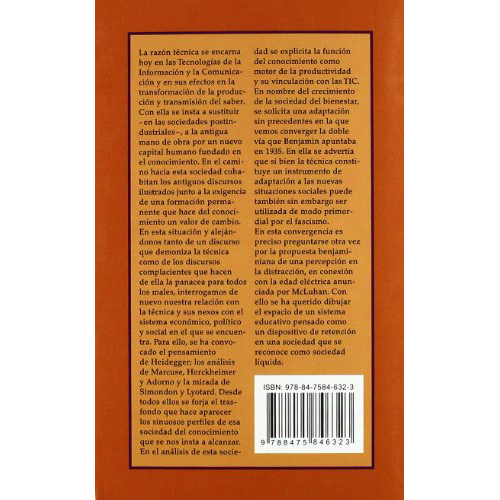 La razón técnica se encarna
hoy en las Tecnologías de la
Información y la Comunica-
ción y en sus efectos en la
transformación de la produc-
ción y transmisión del saber.
Con ella se insta a sustituir
–en las sociedades postin-
dustriales–, a la antigua
mano de obra por un nuevo
capital humano fundado en
el conocimiento. En el cami-
no hacia esta sociedad coha-
bitan los antiguos discursos
ilustrados junto a la exigencia
de una formación permanen-
te que hace del conocimien-
to un valor de cambio.
En esta situación y aleján-
donos tanto de un discurso
que demoniza la técnica
como de los discursos
complacientes que hacen
de ella la panacea para todos
los males, interrogamos de
nuevo nuestra relación con
la técnica y sus nexos con el
sistema económico, político
y social en el que se encuen-
tra. Para ello, se ha convo-
cado el pensamiento
de Heidegger; los análisis
de Marcuse, Horckheimer
y Adorno y la mirada de
Simondon y Lyotard. Desde
todos ellos se forja el tras-
fondo que hace aparecer
los sinuosos perfiles de esa
sociedad del conocimiento
que se nos insta a alcanzar.
En el análisis de esta socie-
dad se explicita la función
del conocimiento como
motor de la productividad
y su vinculación con las TIC.
En nombre del crecimiento
de la sociedad del bienestar,
se solicita una adaptación
sin precedentes en la que
vemos converger la doble
vía que Benjamin apuntaba
en 1935. En ella se advertía
que si bien la técnica consti-
tuye un instrumento de
adaptación a las nuevas
situaciones sociales puede
también sin embargo ser
utilizada de modo primor-
dial por el fascismo.
En esta convergencia es
preciso preguntarse otra vez
por la propuesta benjami-
niana de una percepción en
la distracción, en conexión
con la edad eléctrica anun-
ciada por McLuhan. Con
ello se ha querido dibujar
el espacio de un sistema
educativo pensado como
un dispositivo de retención
en una sociedad que se
reconoce como sociedad
líquida.
ISBN: 978-84-7584-632-3
9 788475 846323